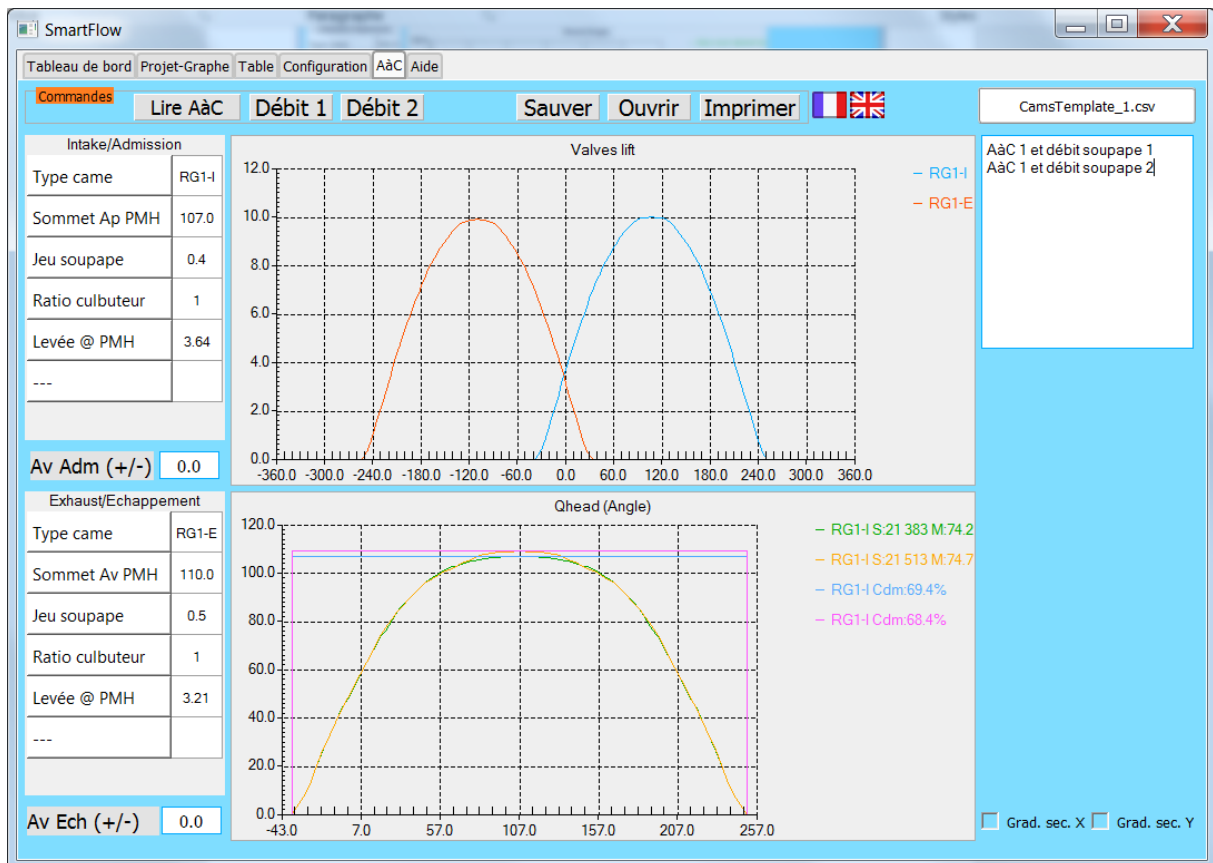 SmartFlow
Tableau de bord Projet-Graphe Table Configuration AàC Aide
Commandes
Lire AàC Débit 1 Débit 2 Sauver Ouvrir Imprimer
CamsTemplate_1.csv
Intake/Admission
Type came RG1-I
Sommet Ap PMH 107.0
Jeu soupape 0.4
Ratio culbuteur 1
Levée @ PMH 3.64
---
Av Adm (+/-) 0.0
Exhaust/Echappement
Type came RG1-E
Sommet Av PMH 110.0
Jeu soupape 0.5
Ratio culbuteur 1
Levée @ PMH 3.21
---
Av Ech (+/-) 0.0
Valves lift
12.0
10.0
8.0
6.0
4.0
2.0
0.0
-360.0 -300.0 -240.0 -180.0 -120.0 -60.0 0.0 60.0 120.0 180.0 240.0 300.0 360.0
– RG1-I
– RG1-E
Qhead (Angle)
120.0
100.0
80.0
60.0
40.0
20.0
0.0
-43.0 7.0 57.0 107.0 157.0 207.0 257.0
– RG1-I S:21 383 M:74.2
– RG1-I S:21 513 M:74.7
– RG1-I Cdm:69.4%
– RG1-I Cdm:68.4%
AàC 1 et débit soupape 1
AàC 1 et débit soupape 2
Grad. sec. X Grad. sec. Y